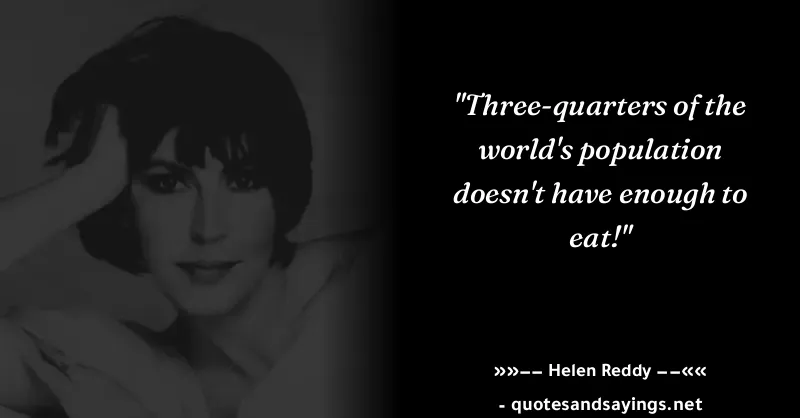 "Three-quarters of the
world's population
doesn't have enough to
eat!"
»»−− Helen Reddy −−««
- quotesandsayings.net